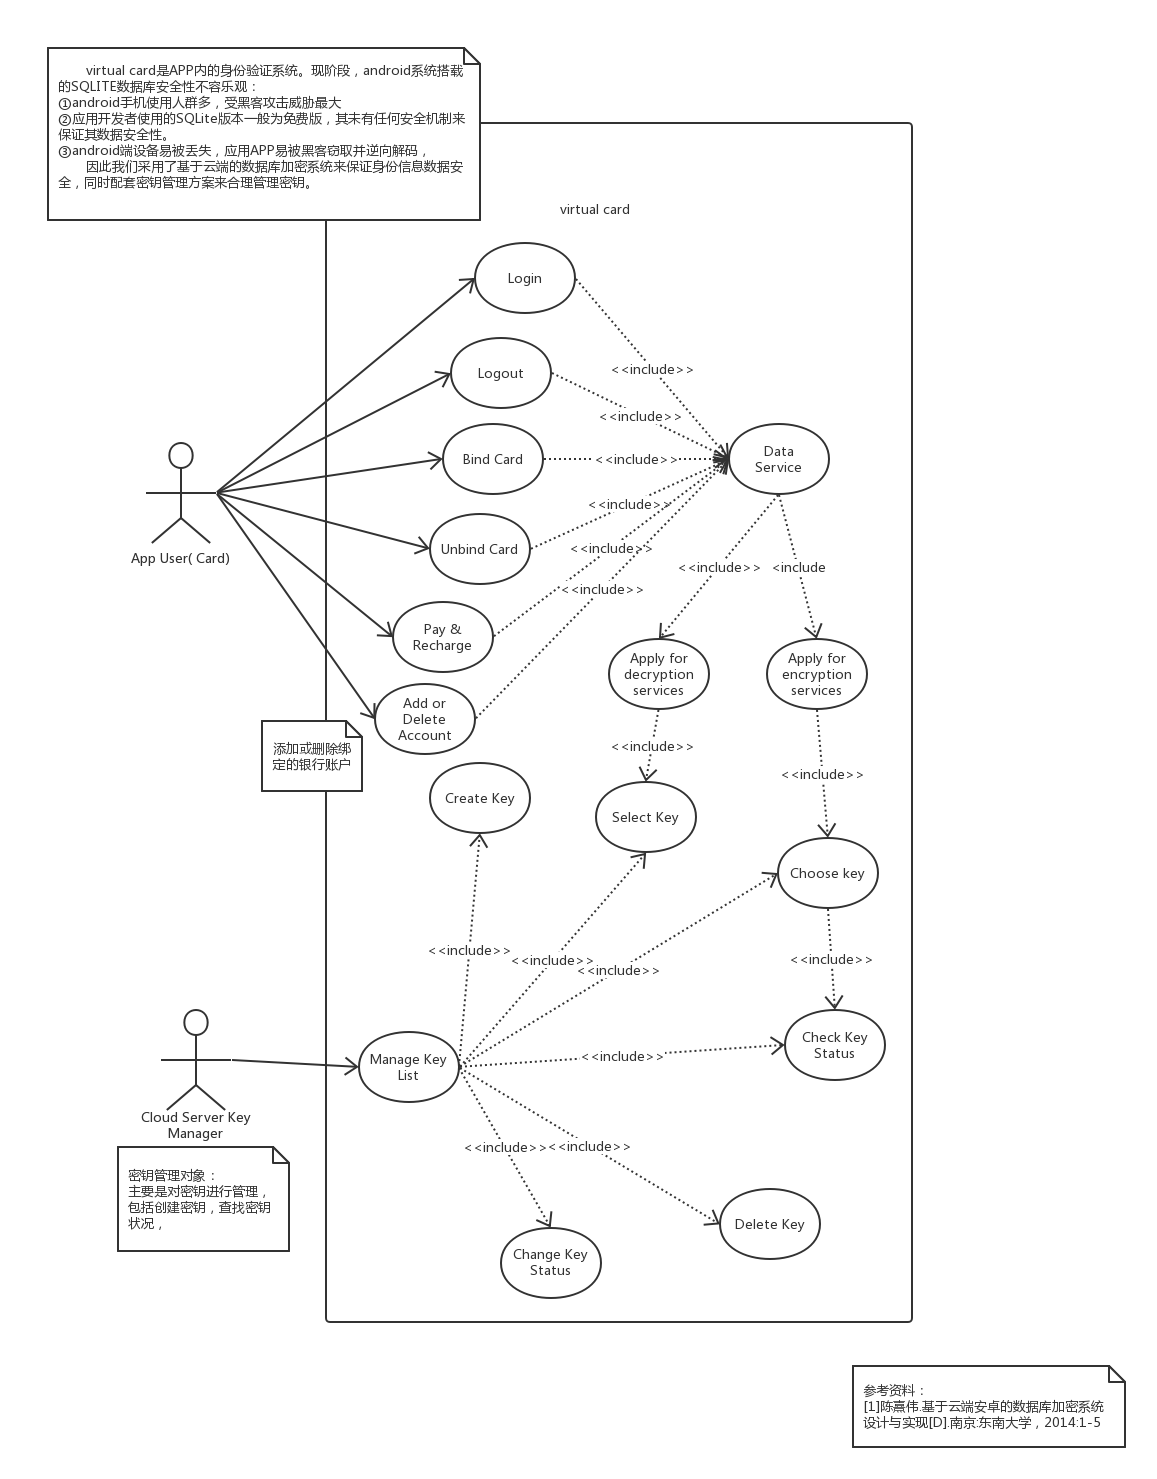 virtual card是APP内的身份验证系统。现阶段，android系统搭载
的SQLITE数据库安全性不容乐观：
①android手机使用人群多，受黑客攻击威胁最大
②应用开发者使用的SQLite版本一般为免费版，其未有任何安全机制来
保证其数据安全性。
③android端设备易被丢失，应用APP易被黑客窃取并逆向解码，
因此我们采用了基于云端的数据库加密系统来保证身份信息数据安
全，同时配套密钥管理方案来合理管理密钥。
virtual card
Login
<<include>>
Logout
<<include>>
Bind Card
<<include>>
Data
Service
<<include>>
Unbind Card
<<include>>
App User( Card)
<<include>>
<include
<<include>>
Pay &
Recharge
Apply for
decryption
services
Apply for
encryption
services
Add or
Delete
Account
添加或删除绑
定的银行账户
<<include>>
<<include>>
Create Key
Select Key
Choose key
<<include>>
<<include>>
<<include>>
<<include>>
Check Key
Status
<<include>>
Manage Key
List
Cloud Server Key
Manager
<<include>>
<<include>>
密钥管理对象：
主要是对密钥进行管理，
包括创建密钥，查找密钥
状况，
Delete Key
Change Key
Status
参考资料：
[1]陈熹伟.基于云端安卓的数据库加密系统
设计与实现[D].南京:东南大学，2014:1-5